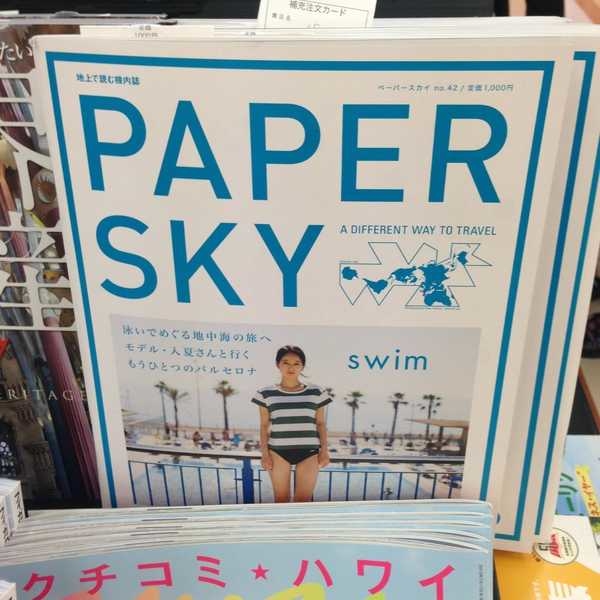 補充注文カード
地上で読む機内誌
ペーパースカイ no.42 / 定価1,000円
PAPER
SKY
A DIFFERENT WAY TO TRAVEL
泳いでめぐる地中海の旅へ
モデル・人夏さんと行く
もうひとつのバルセロナ
swim
ERITAGE
クチコミ★ハワイ